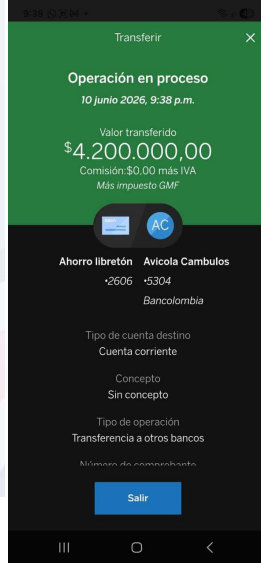 9:38
Transferir
Operación en proceso
10 junio 2026, 9:38 p.m.
Valor transferido
$4.200.000,00
Comisión:$0,00 más IVA
Más impuesto GMF
AC
Ahorro libretón Avicola Cambulos
•2606 •5304
Bancolombia
Tipo de cuenta destino
Cuenta corriente
Concepto
Sin concepto
Tipo de operación
Transferencia a otros bancos
Número de comprobante
Salir